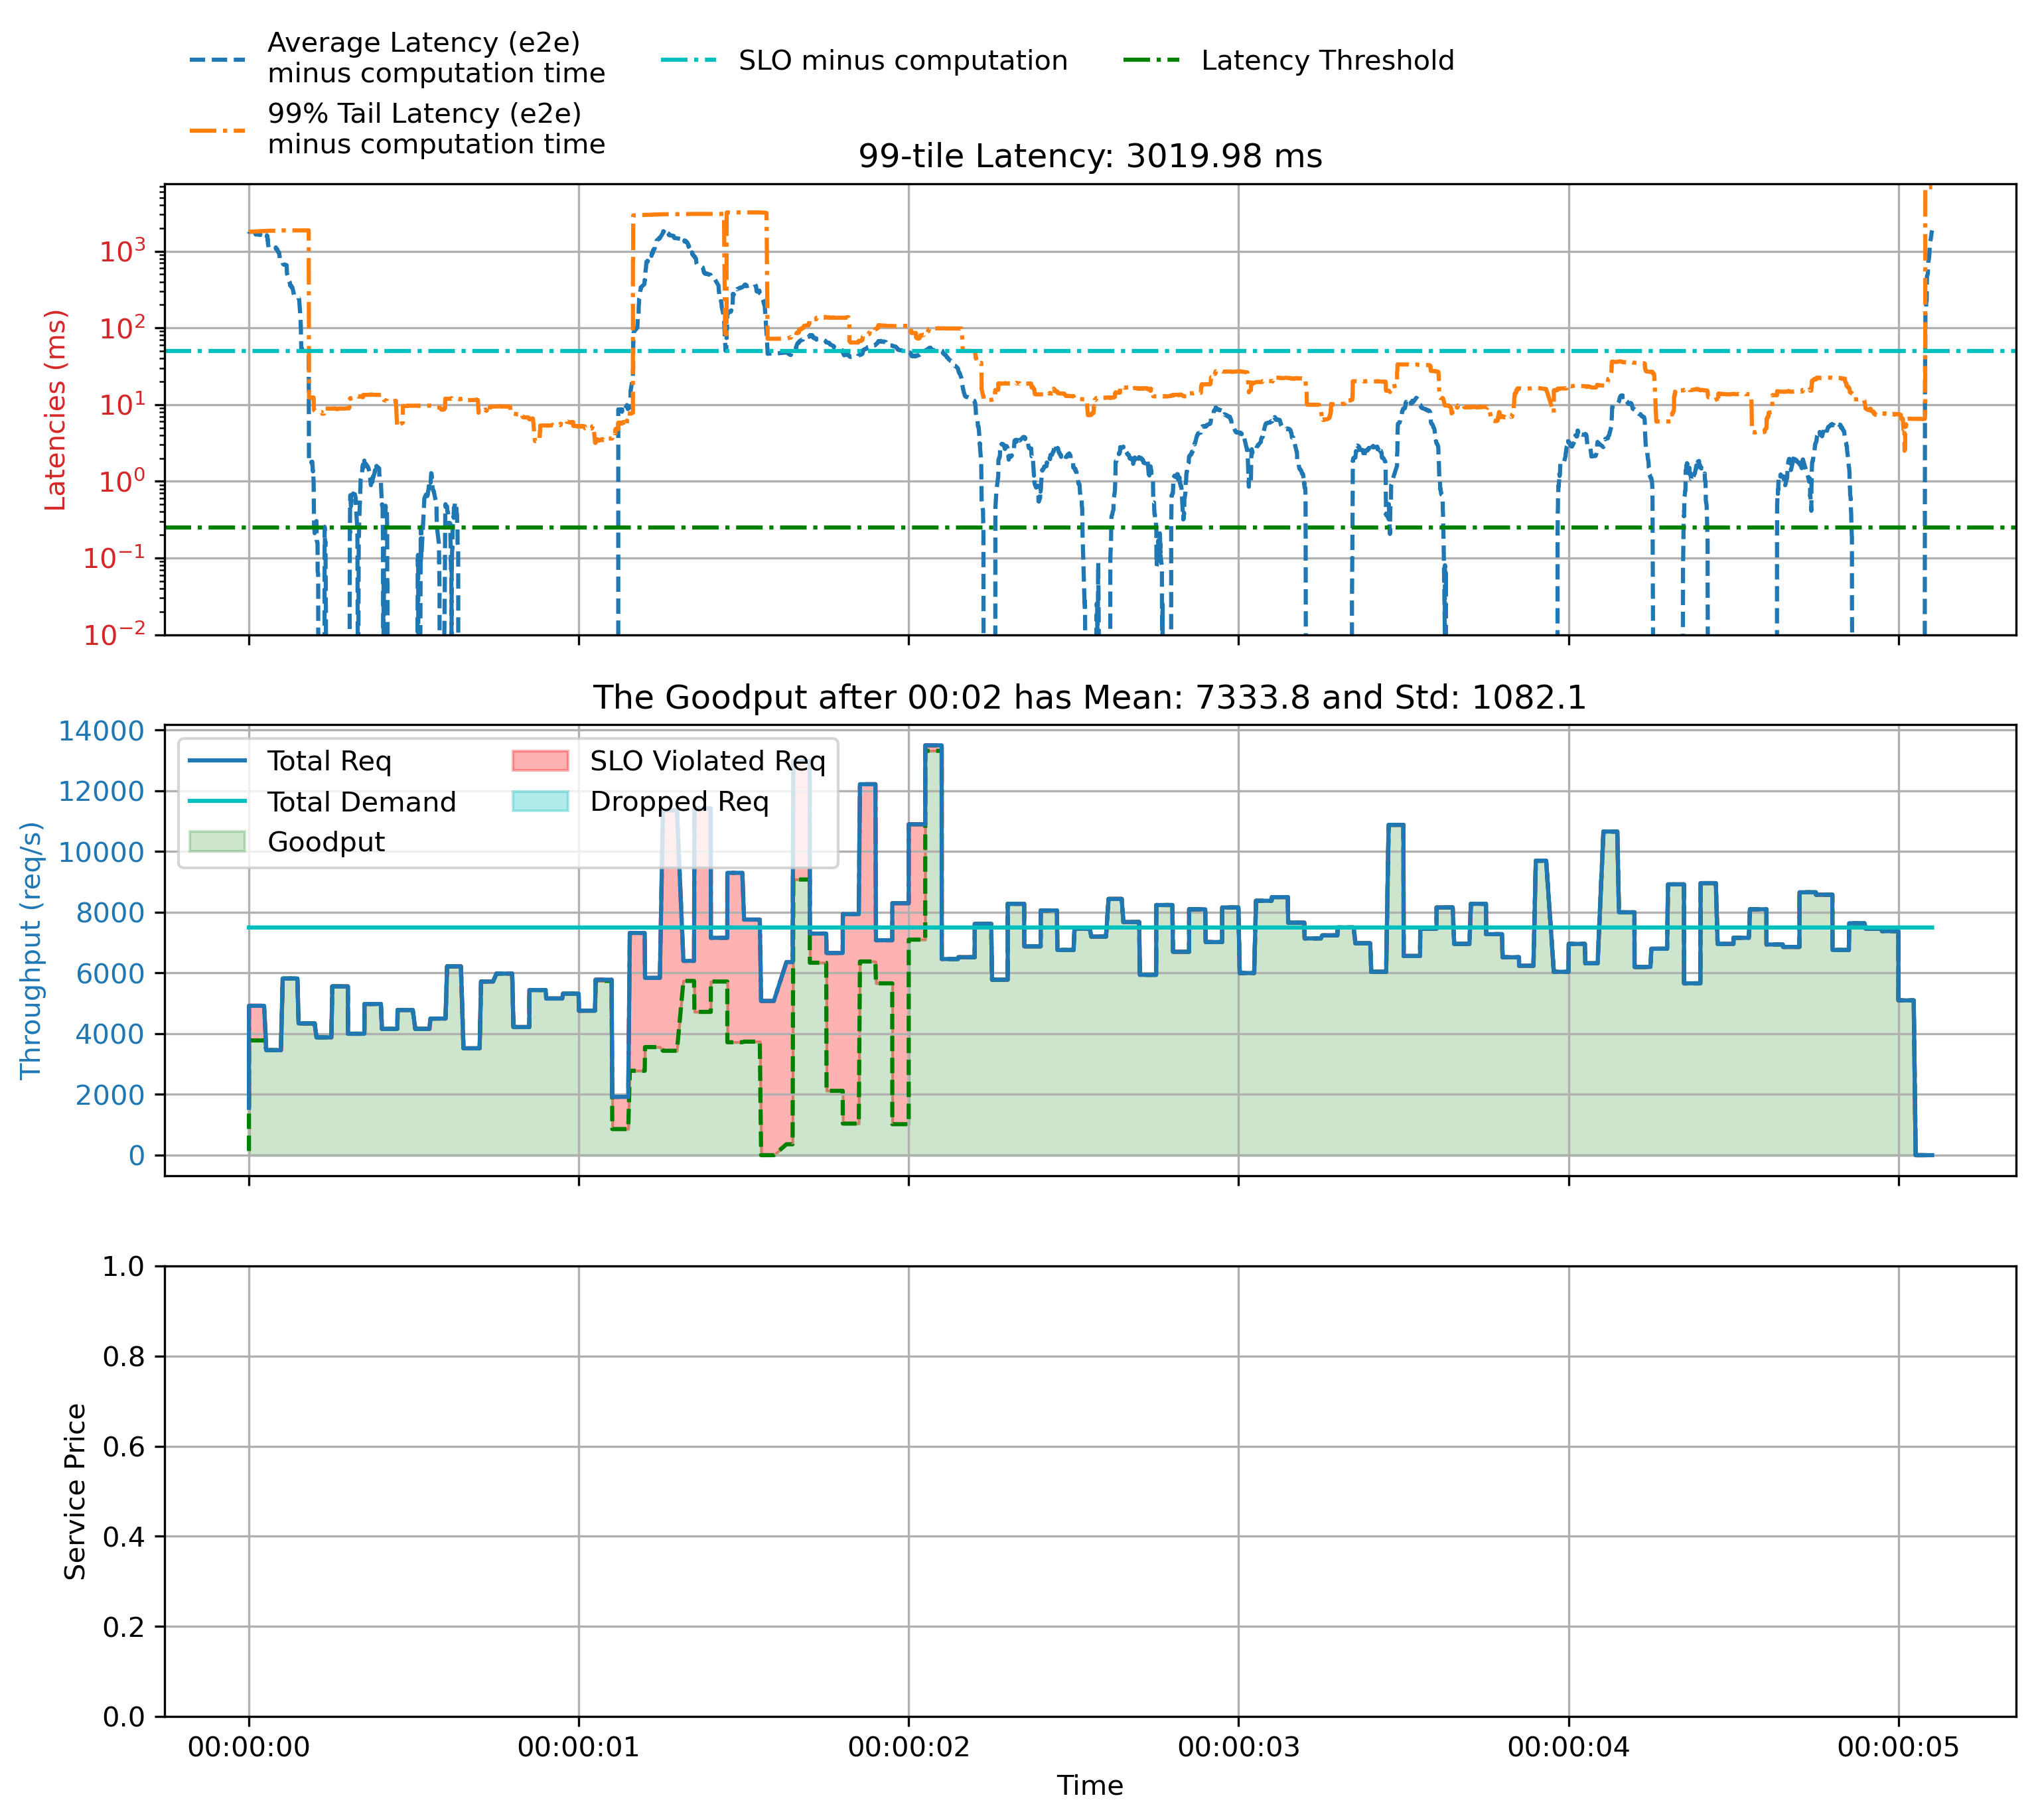 Average Latency (e2e)
minus computation time
99% Tail Latency (e2e)
minus computation time
SLO minus computation
Latency Threshold
99-tile Latency: 3019.98 ms
Latencies (ms)
10³
10²
10¹
10⁰
10⁻¹
10⁻²
The Goodput after 00:02 has Mean: 7333.8 and Std: 1082.1
Throughput (req/s)
14000
12000
10000
8000
6000
4000
2000
0
Total Req
Total Demand
Goodput
SLO Violated Req
Dropped Req
Service Price
1.0
0.8
0.6
0.4
0.2
0.0
00:00:00 00:00:01 00:00:02 00:00:03 00:00:04 00:00:05
Time